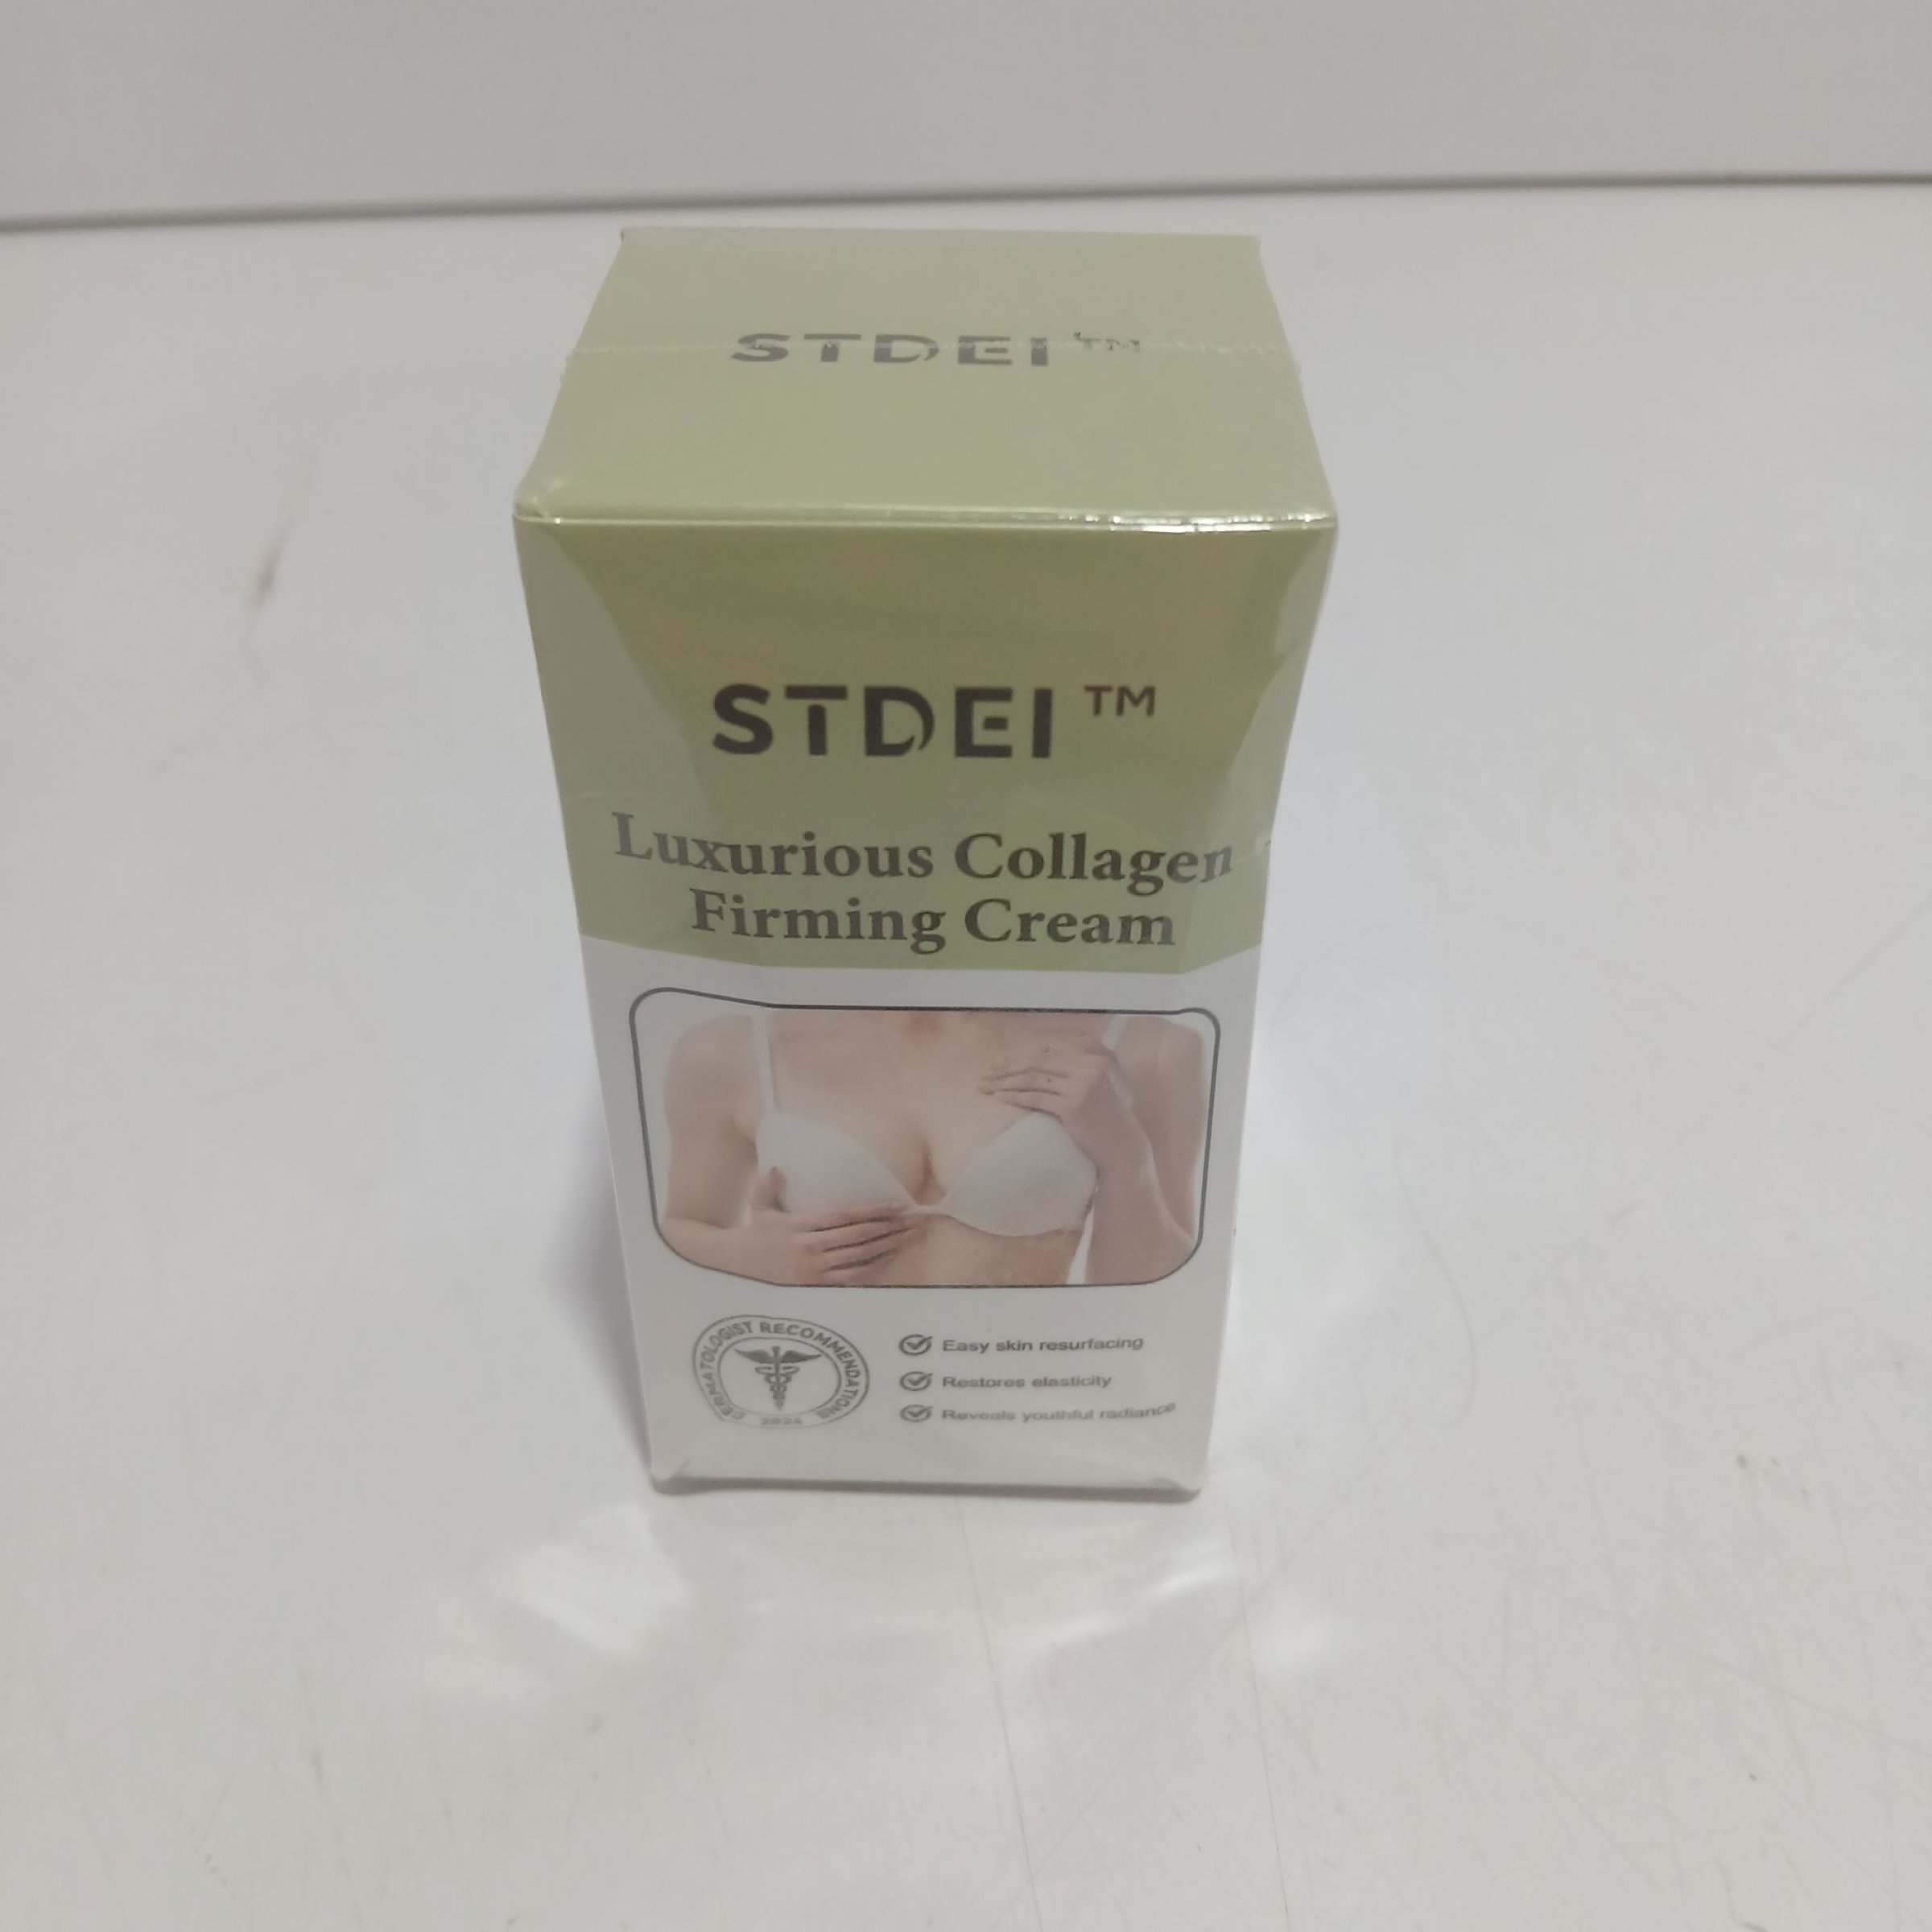 STDEI™
STDEI™
Luxurious Collagen
Firming Cream
DERMATOLOGIST RECOMMENDATIONS
2024
Easy skin resurfacing
Restores elasticity
Reveals youthful radiance